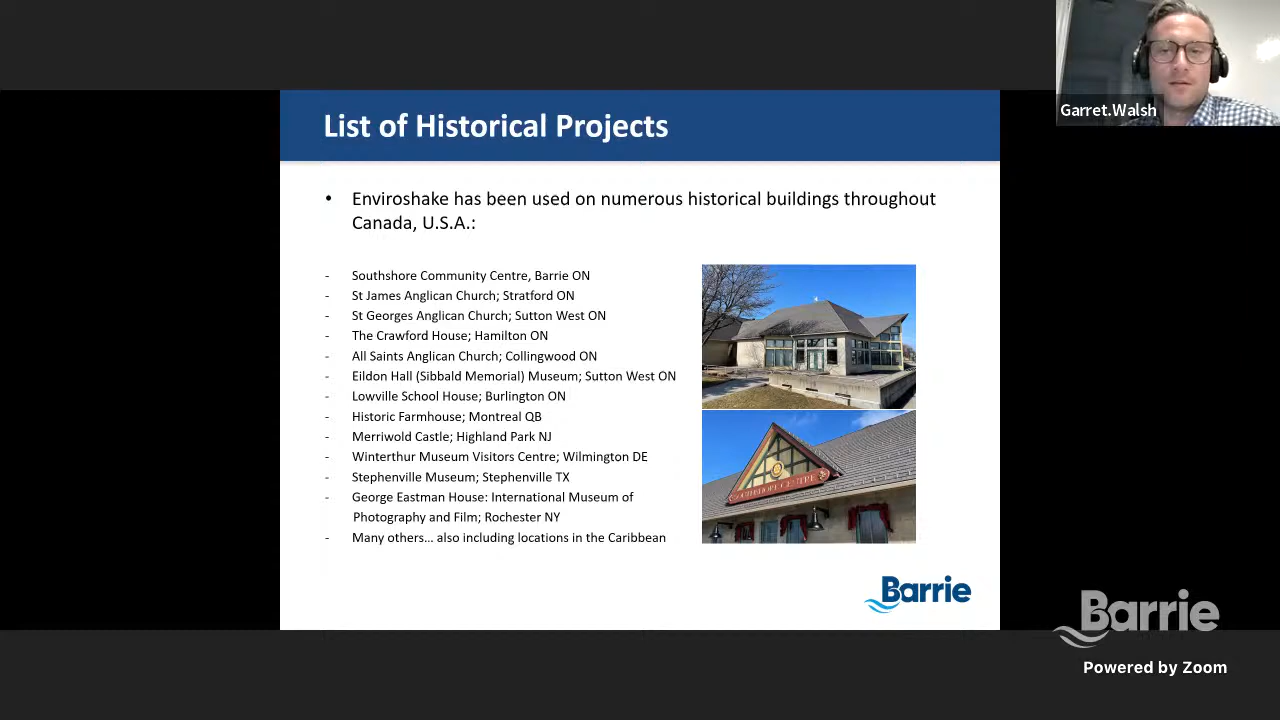 Garret.Walsh
List of Historical Projects
• Enviroshake has been used on numerous historical buildings throughout
Canada, U.S.A.:
- Southshore Community Centre, Barrie ON
- St James Anglican Church; Stratford ON
- St Georges Anglican Church; Sutton West ON
- The Crawford House; Hamilton ON
- All Saints Anglican Church; Collingwood ON
- Eildon Hall (Sibbald Memorial) Museum; Sutton West ON
- Lowville School House; Burlington ON
- Historic Farmhouse; Montreal QB
- Merriwold Castle; Highland Park NJ
- Winterthur Museum Visitors Centre; Wilmington DE
- Stephenville Museum; Stephenville TX
- George Eastman House: International Museum of
Photography and Film; Rochester NY
- Many others… also including locations in the Caribbean
SOUTHSHORE CENTRE
Barrie
Barrie
Powered by Zoom